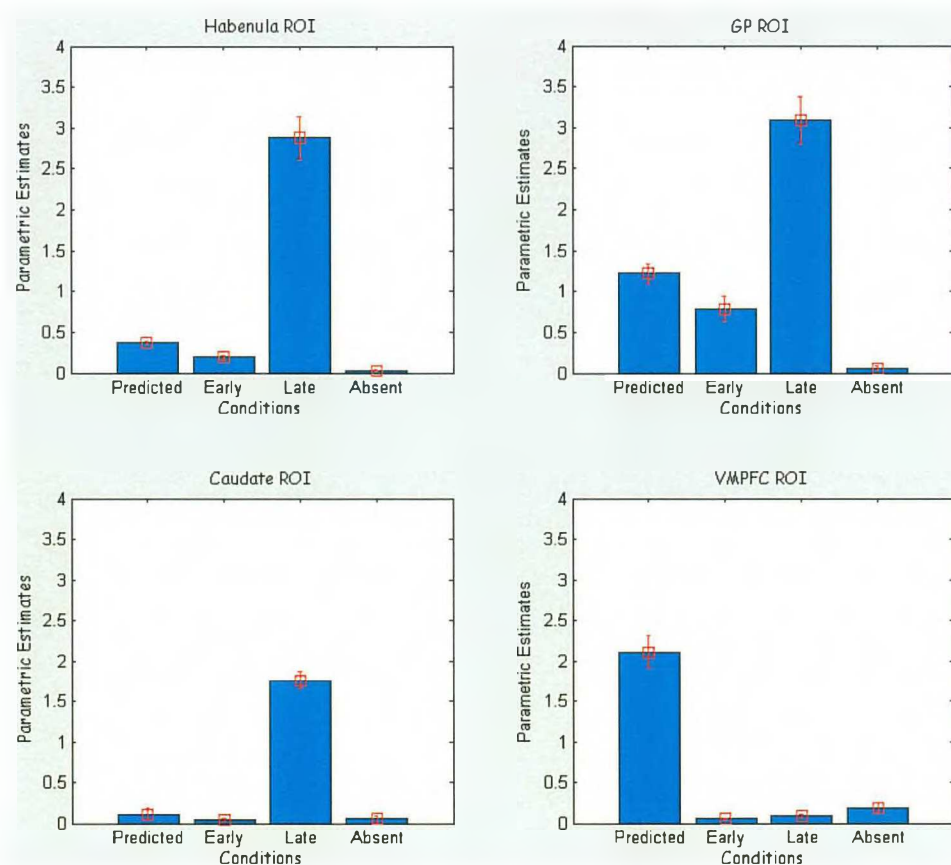 Habenula ROI
4
3.5
3
2.5
2
1.5
1
0.5
0
Parametric Estimates
Predicted Early Late Absent
Conditions
GP ROI
4
3.5
3
2.5
2
1.5
1
0.5
0
Parametric Estimates
Predicted Early Late Absent
Conditions
Caudate ROI
4
3.5
3
2.5
2
1.5
1
0.5
0
Parametric Estimates
Predicted Early Late Absent
Conditions
VMPFC ROI
4
3.5
3
2.5
2
1.5
1
0.5
0
Parametric Estimates
Predicted Early Late Absent
Conditions